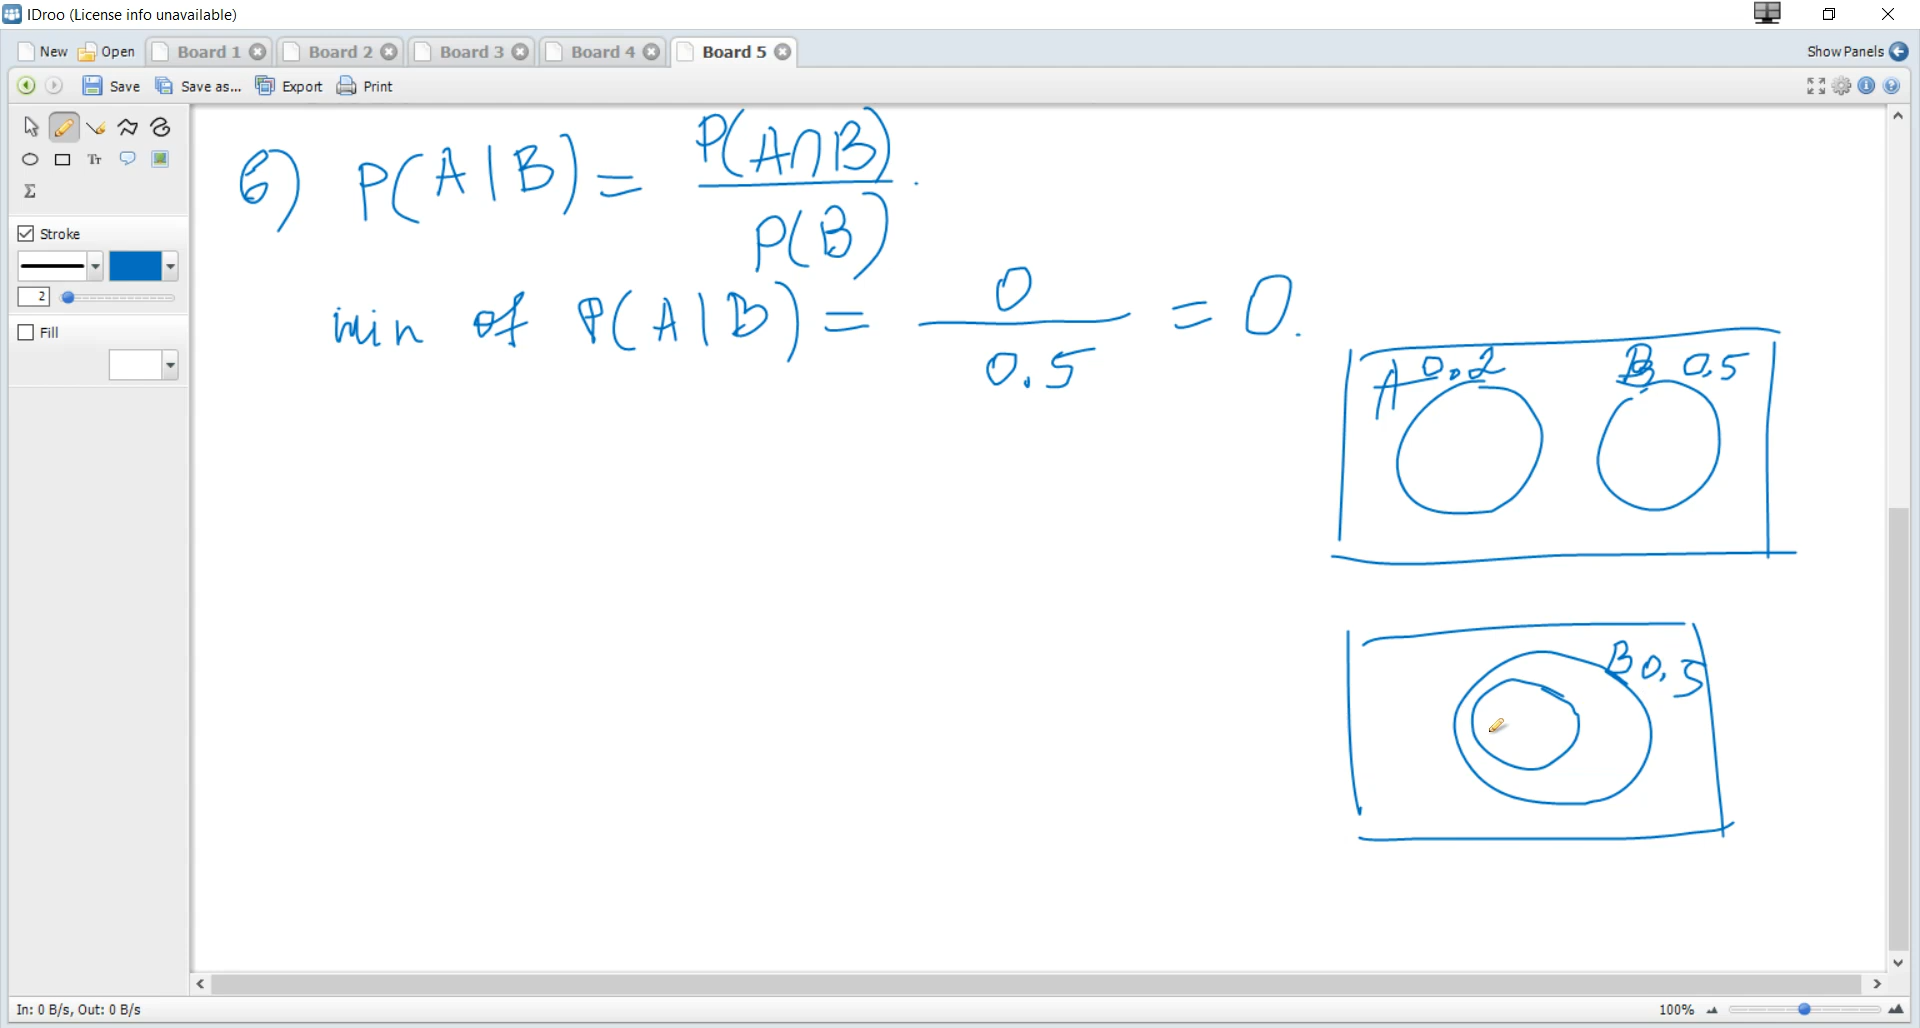 IDroo (License info unavailable)
New Open Board 1 Board 2 Board 3 Board 4 Board 5 Show Panels
Save Save as... Export Print
Tт
Σ
Stroke
2
Fill
б) P(A|B) = P(A∩B) / P(B) .
min of P(A|B) = 0 / 0.5 = 0.
A 0.2 B 0,5
B 0,5
In: 0 B/s, Out: 0 B/s 100%